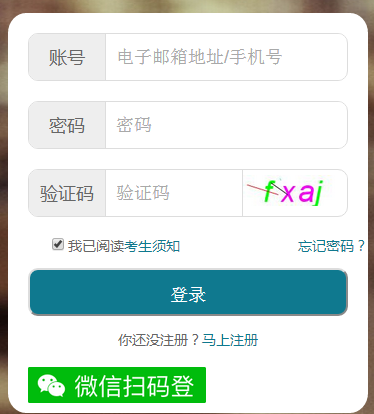 账号 电子邮箱地址/手机号
密码 密码
验证码 验证码 fxaj
我已阅读考生须知 忘记密码？
登录
你还没注册？马上注册
微信扫码登